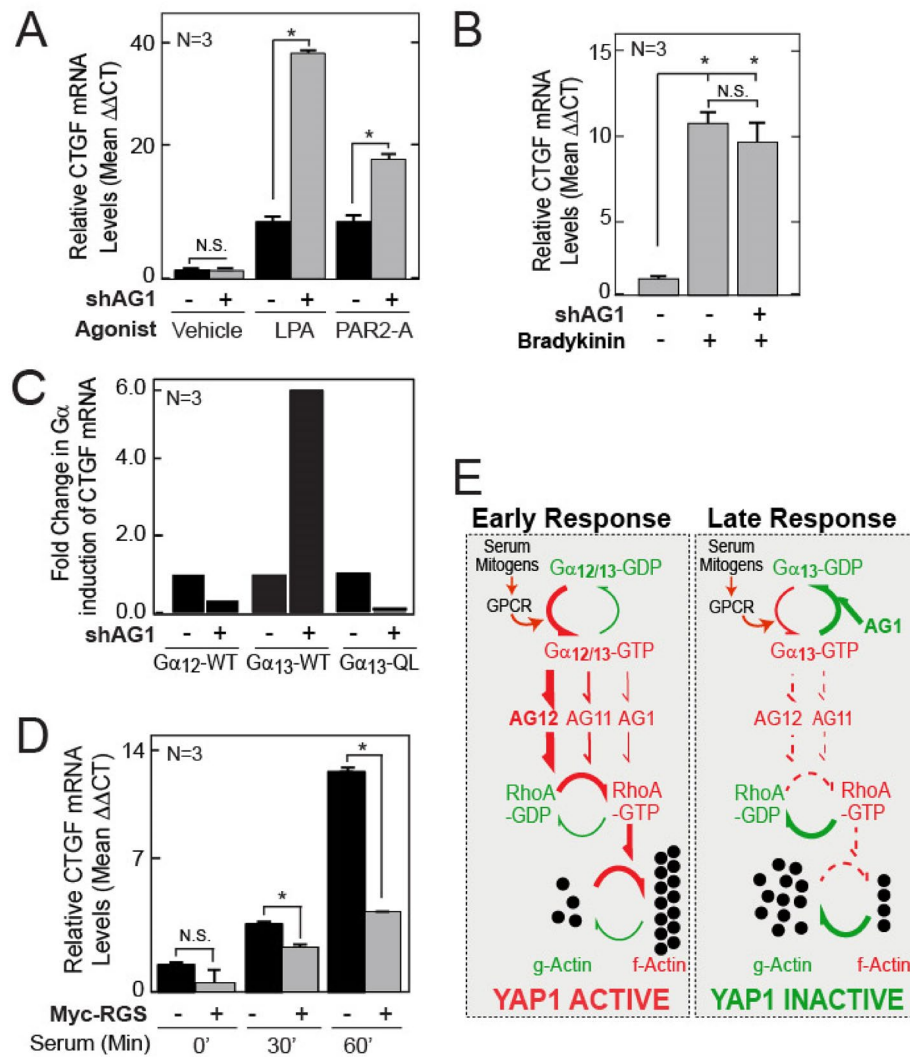 A
N=3
Relative CTGF mRNA
Levels (Mean ΔΔCT)
20
0
N.S.
*
*
shAG1 - + - + - +
Agonist Vehicle LPA PAR2-A
B
N=3
Relative CTGF mRNA
Levels (Mean ΔΔCT)
15
10
5
0
* *
N.S.
shAG1 - - +
Bradykinin - + +
C
N=3
Fold Change in Gα
induction of CTGF mRNA
6.0
4.0
2.0
0.0
shAG1 - + - + - +
Gα12-WT Gα13-WT Gα13-QL
D
N=3
Relative CTGF mRNA
Levels (Mean ΔΔCT)
14
7
0
N.S.
*
*
Myc-RGS - + - + - +
Serum (Min) 0' 30' 60'
E
Early Response
Serum
Mitogens
GPCR
Gα12/13-GDP
Gα12/13-GTP
AG12 AG11 AG1
RhoA
-GDP
RhoA
-GTP
g-Actin f-Actin
YAP1 ACTIVE
Late Response
Serum
Mitogens
GPCR
Gα13-GDP
AG1
Gα13-GTP
AG12 AG11
RhoA
-GDP
RhoA
-GTP
g-Actin f-Actin
YAP1 INACTIVE